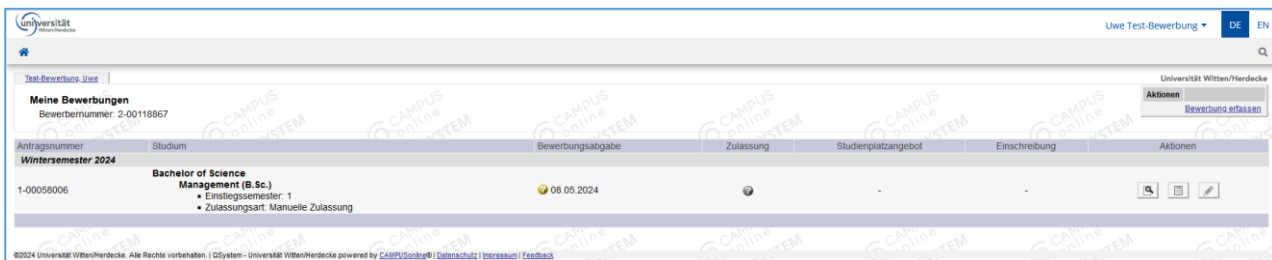 universität
Witten/Herdecke
Uwe Test-Bewerbung DE EN
Test-Bewerbung, Uwe
Universität Witten/Herdecke
Meine Bewerbungen
Bewerbernummer: 2-00118867
Aktionen
Bewerbung erfassen
Antragsnummer Studium Bewerbungsabgabe Zulassung Studienplatzangebot Einschreibung Aktionen
Wintersemester 2024
Bachelor of Science
Management (B.Sc.)
1-00058006
▪ Einstiegssemester: 1
▪ Zulassungsart: Manuelle Zulassung
08.05.2024
-
-
CAMPUS online
SYSTEM
©2024 Universität Witten/Herdecke. Alle Rechte vorbehalten. | QSystem - Universität Witten/Herdecke powered by CAMPUSonline® | Datenschutz | Impressum | Feedback